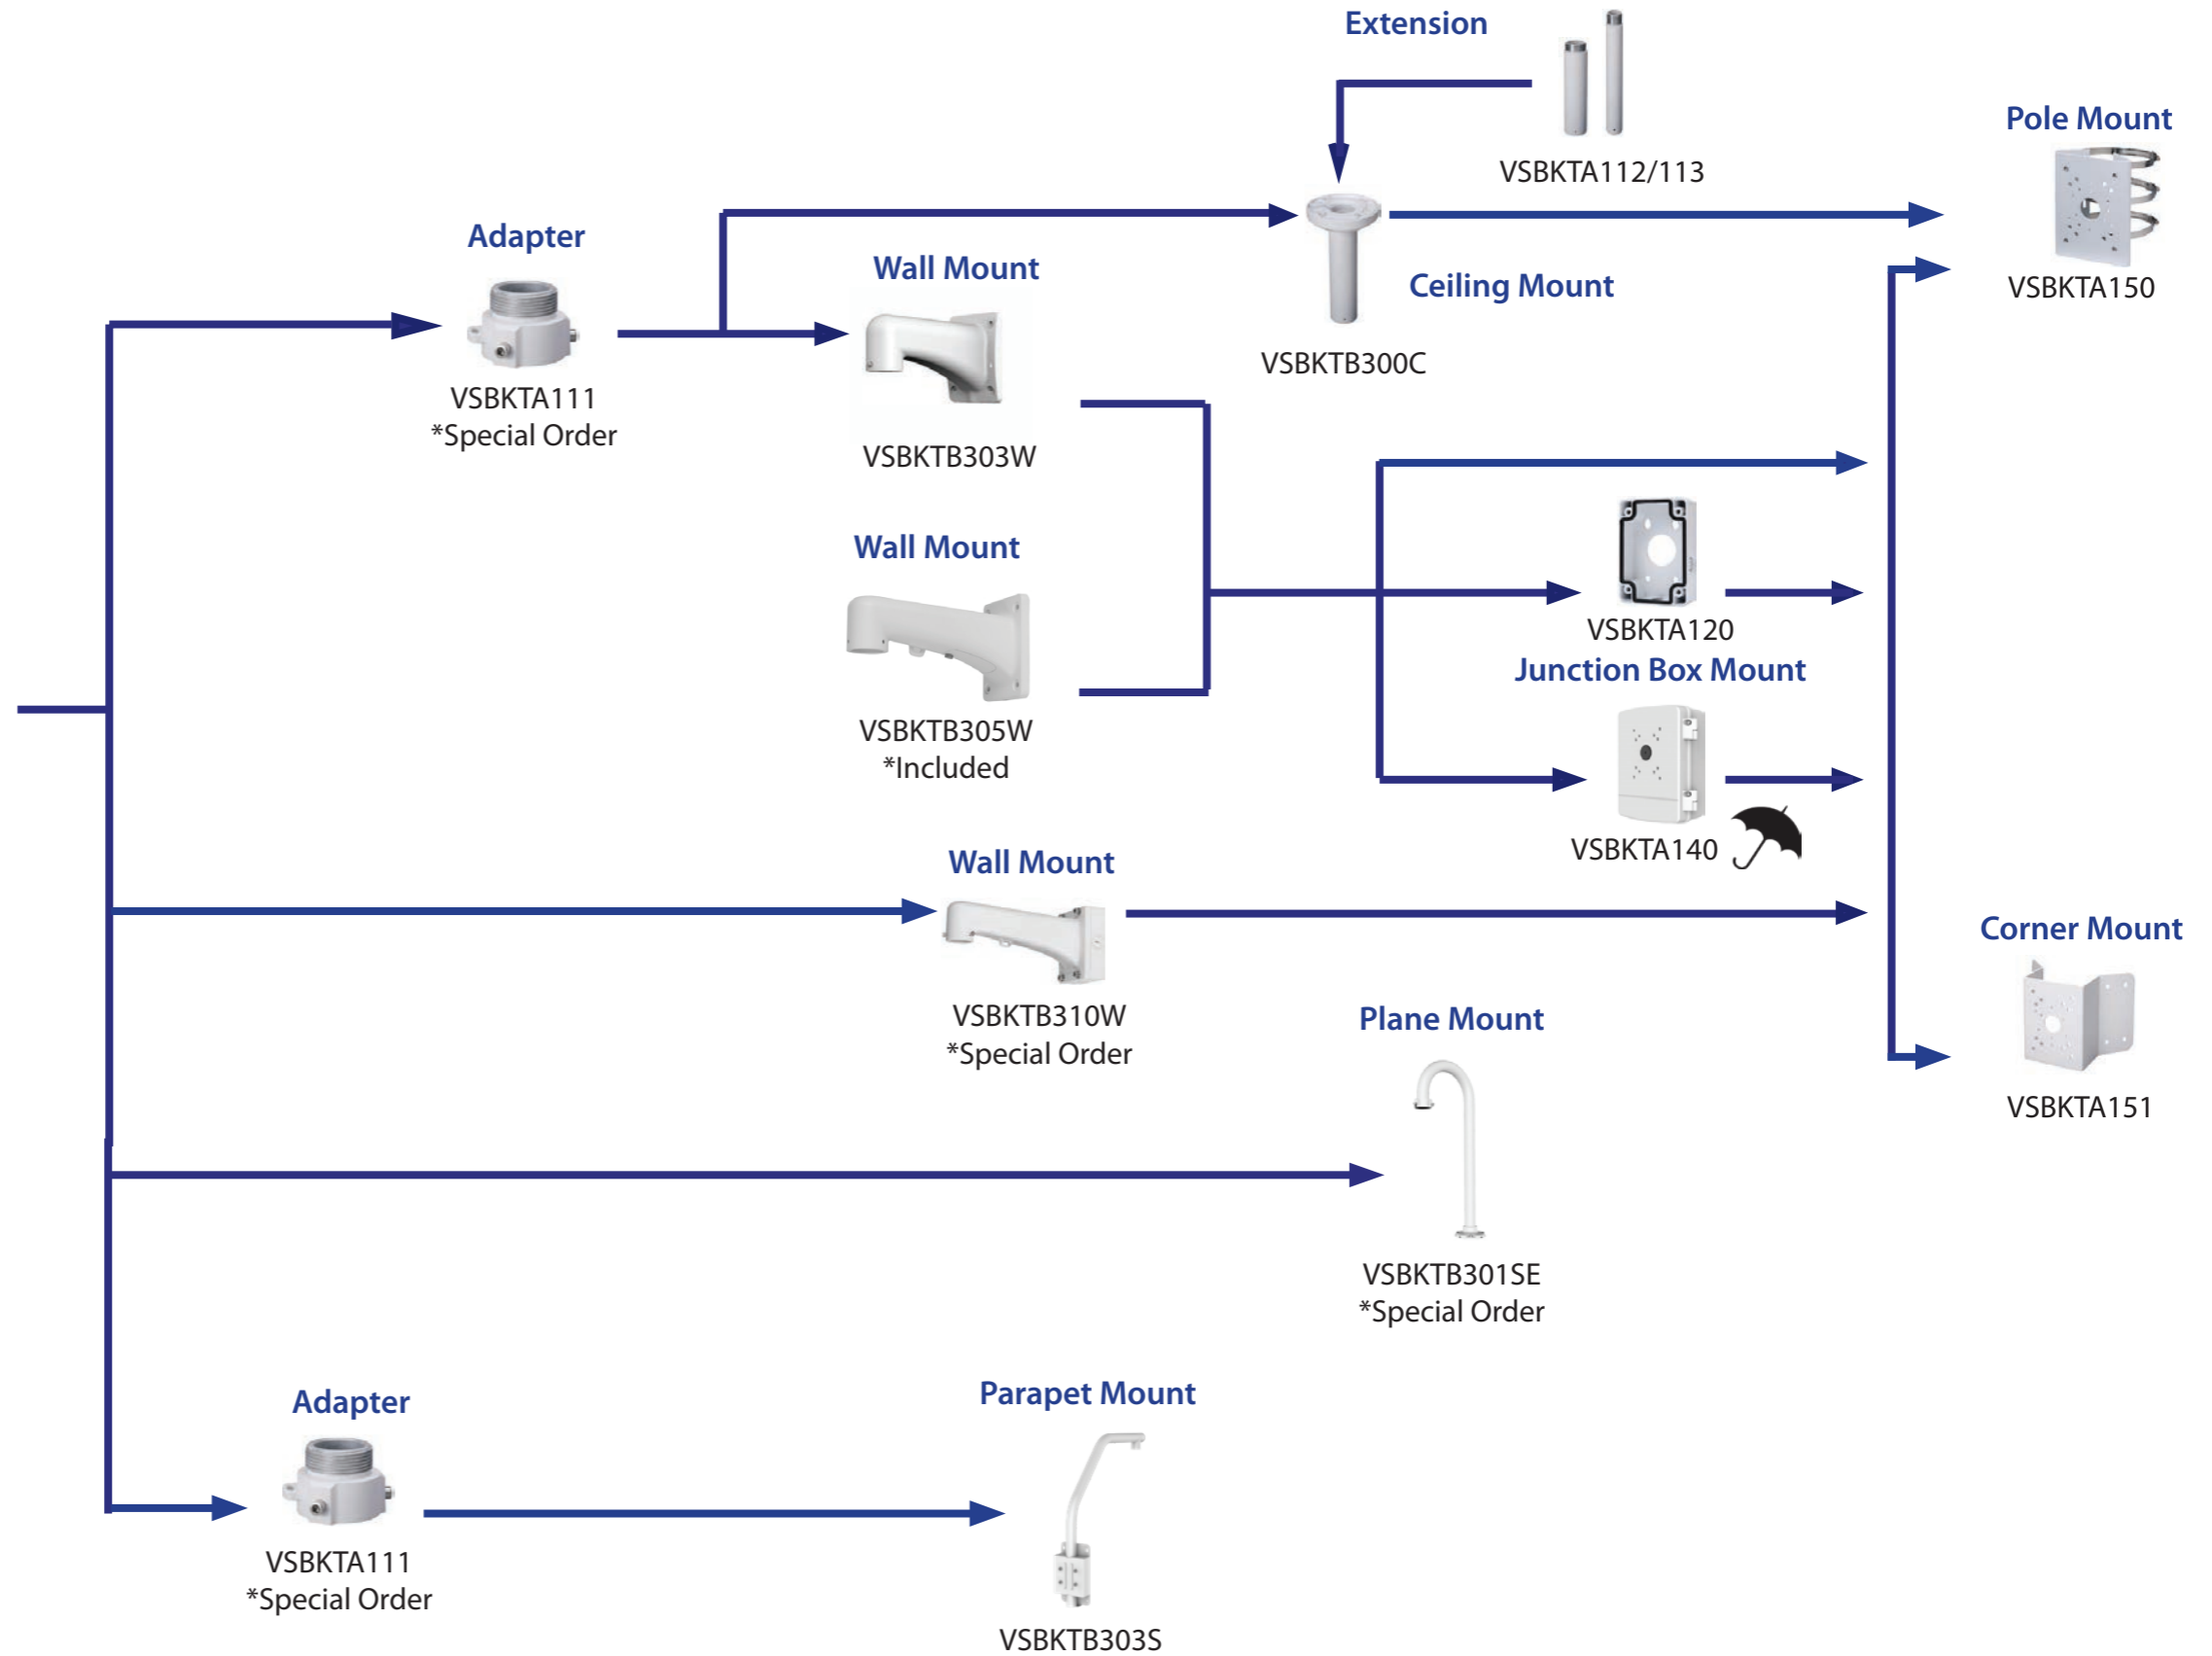 Extension
VSBKTA112/113
Pole Mount
VSBKTA150
Adapter
VSBKTA111
*Special Order
Wall Mount
VSBKTB303W
Ceiling Mount
VSBKTB300C
Wall Mount
VSBKTB305W
*Included
VSBKTA120
Junction Box Mount
VSBKTA140
Wall Mount
VSBKTB310W
*Special Order
Corner Mount
VSBKTA151
Plane Mount
VSBKTB301SE
*Special Order
Adapter
VSBKTA111
*Special Order
Parapet Mount
VSBKTB303S